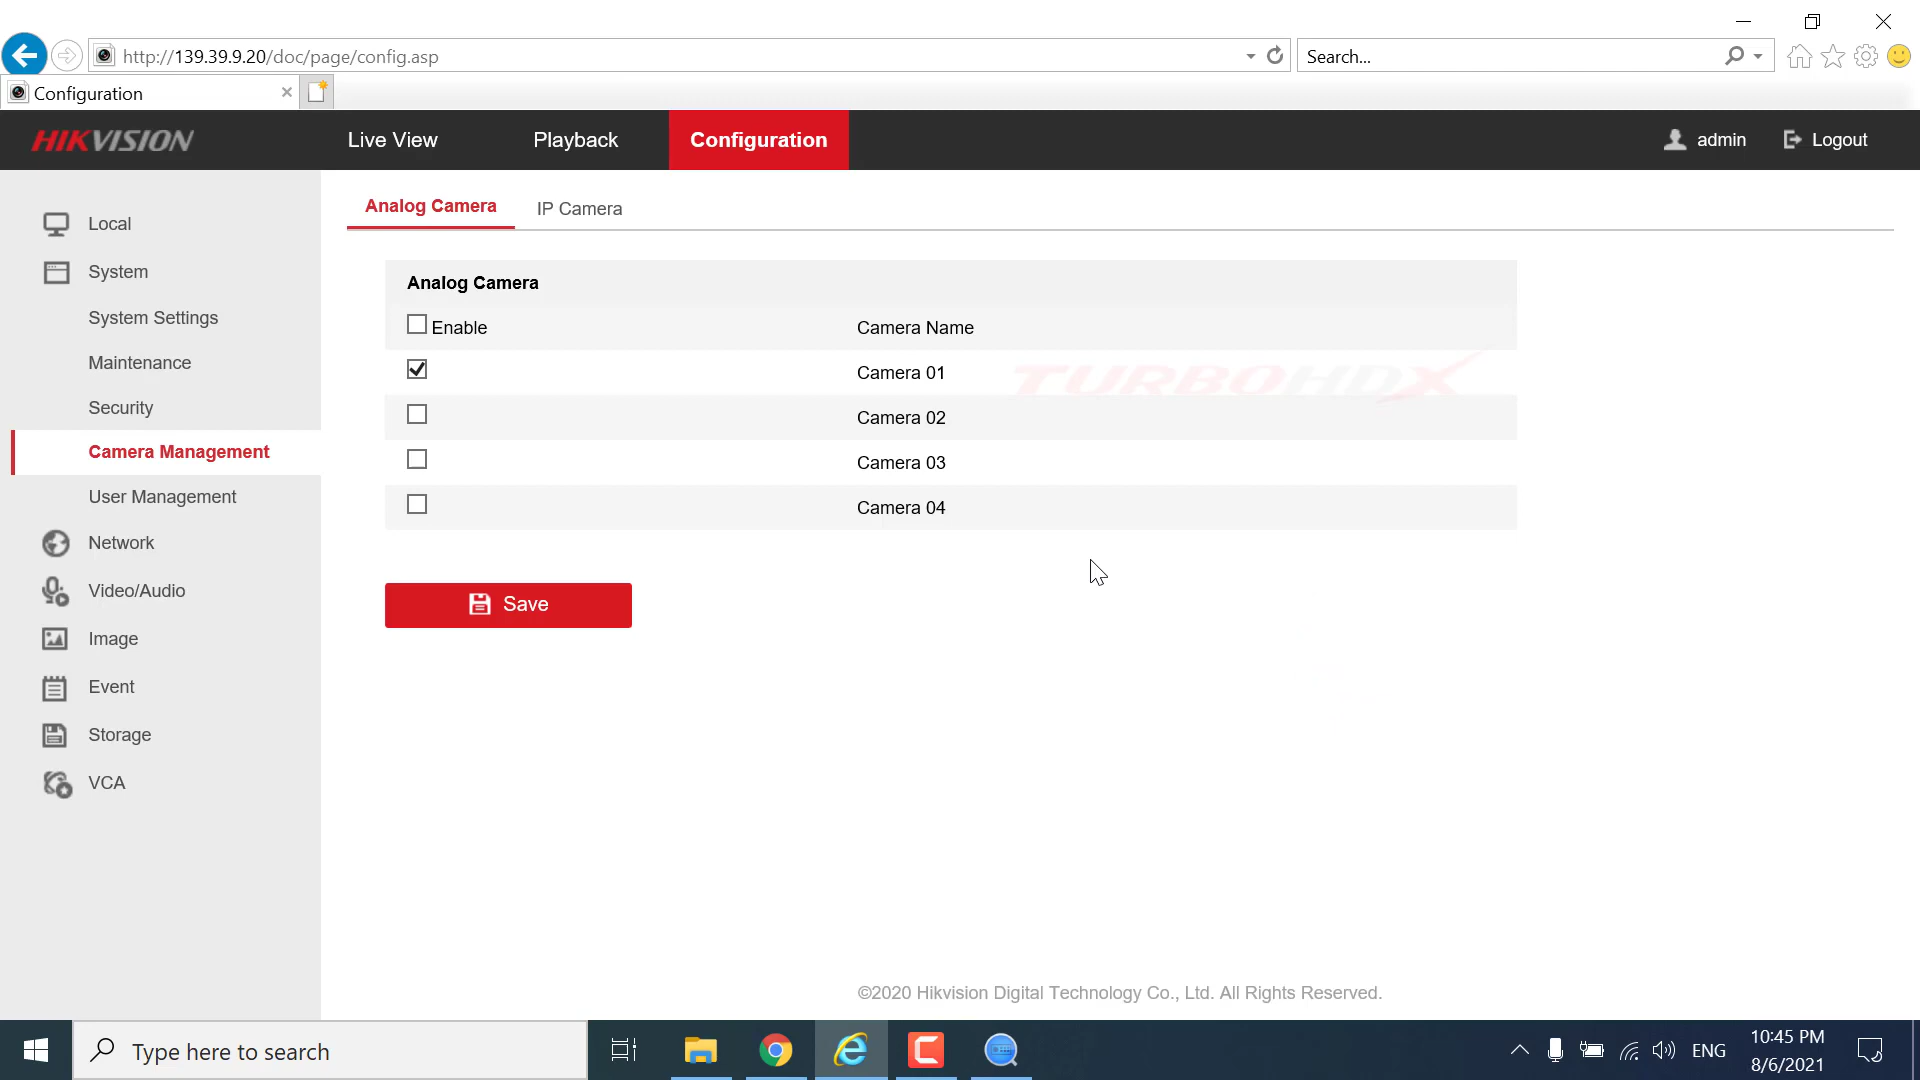 http://139.39.9.20/doc/page/config.asp
Search...
Configuration
HIKVISION
Live View
Playback
Configuration
admin
Logout
Local
System
System Settings
Maintenance
Security
Camera Management
User Management
Network
Video/Audio
Image
Event
Storage
VCA
Analog Camera
IP Camera
Analog Camera
Enable
Camera Name
Camera 01
TURBOHDX
Camera 02
Camera 03
Camera 04
Save
©2020 Hikvision Digital Technology Co., Ltd. All Rights Reserved.
Type here to search
ENG
10:45 PM
8/6/2021